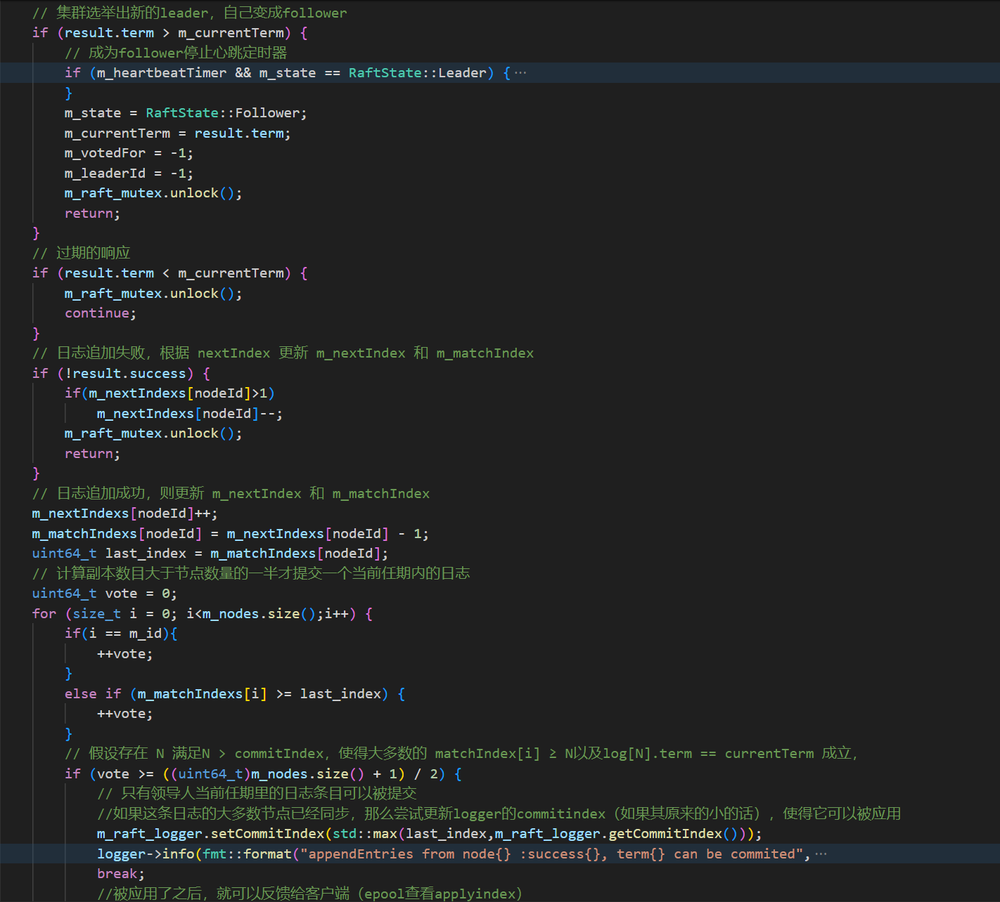 // 集群选举出新的leader，自己变成follower
if (result.term > m_currentTerm) {
// 成为follower停止心跳定时器
if (m_heartbeatTimer && m_state == RaftState::Leader) {···
}
m_state = RaftState::Follower;
m_currentTerm = result.term;
m_votedFor = -1;
m_leaderId = -1;
m_raft_mutex.unlock();
return;
}
// 过期的响应
if (result.term < m_currentTerm) {
m_raft_mutex.unlock();
continue;
}
// 日志追加失败，根据 nextIndex 更新 m_nextIndex 和 m_matchIndex
if (!result.success) {
if(m_nextIndexs[nodeId]>1)
m_nextIndexs[nodeId]--;
m_raft_mutex.unlock();
return;
}
// 日志追加成功，则更新 m_nextIndex 和 m_matchIndex
m_nextIndexs[nodeId]++;
m_matchIndexs[nodeId] = m_nextIndexs[nodeId] - 1;
uint64_t last_index = m_matchIndexs[nodeId];
// 计算副本数目大于节点数量的一半才提交一个当前任期内的日志
uint64_t vote = 0;
for (size_t i = 0; i<m_nodes.size();i++) {
if(i == m_id){
++vote;
}
else if (m_matchIndexs[i] >= last_index) {
++vote;
}
// 假设存在 N 满足N > commitIndex，使得大多数的 matchIndex[i] ≥ N以及log[N].term == currentTerm 成立，
if (vote >= ((uint64_t)m_nodes.size() + 1) / 2) {
// 只有领导人当前任期里的日志条目可以被提交
//如果这条日志的大多数节点已经同步，那么尝试更新logger的commitindex（如果其原来的小的话），使得它可以被应用
m_raft_logger.setCommitIndex(std::max(last_index,m_raft_logger.getCommitIndex()));
logger->info(fmt::format("appendEntries from node{} :success{}, term{} can be commited",···
break;
//被应用了之后，就可以反馈给客户端（epool查看applyindex）